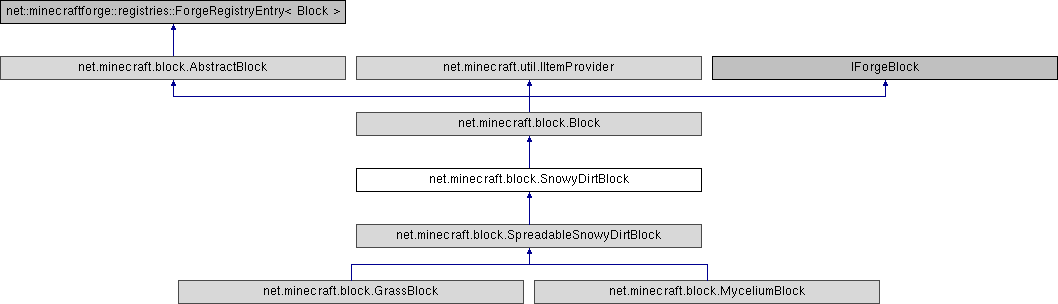 net::minecraftforge::registries::ForgeRegistryEntry< Block >
net.minecraft.block.AbstractBlock
net.minecraft.util.IItemProvider
IForgeBlock
net.minecraft.block.Block
net.minecraft.block.SnowyDirtBlock
net.minecraft.block.SpreadableSnowyDirtBlock
net.minecraft.block.GrassBlock
net.minecraft.block.MyceliumBlock